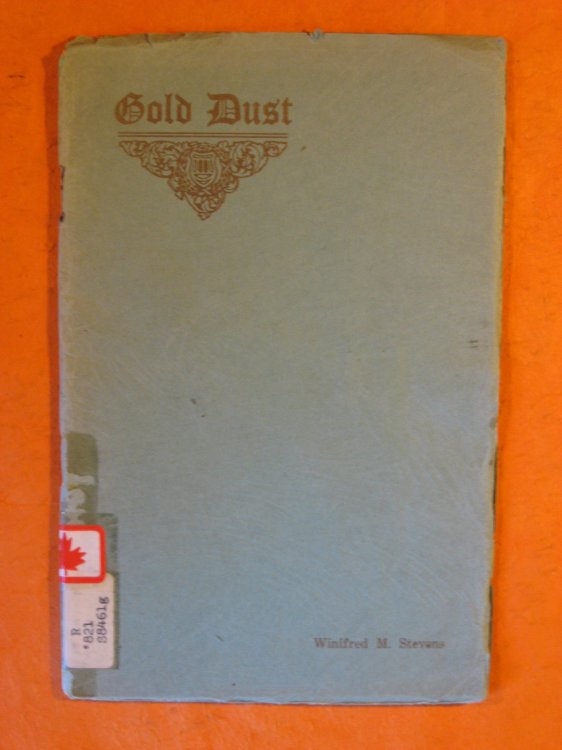 Gold Dust
R
*821
S8461g
Winifred M. Stevens